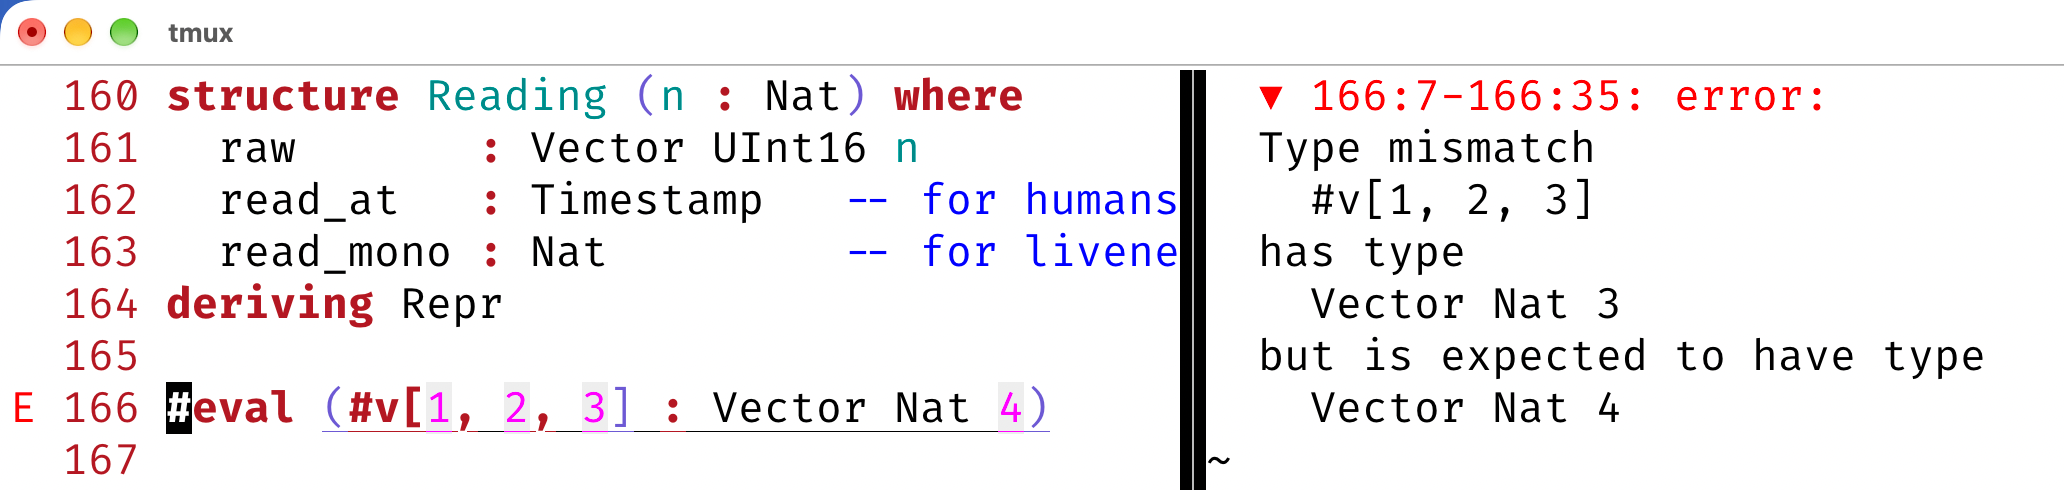 tmux
160 structure Reading (n : Nat) where
161   raw       : Vector UInt16 n
162   read_at   : Timestamp   -- for humans
163   read_mono : Nat         -- for livene
164 deriving Repr
165
E 166 #eval (#v[1, 2, 3] : Vector Nat 4)
167
▼ 166:7-166:35: error:
Type mismatch
  #v[1, 2, 3]
has type
  Vector Nat 3
but is expected to have type
  Vector Nat 4
~